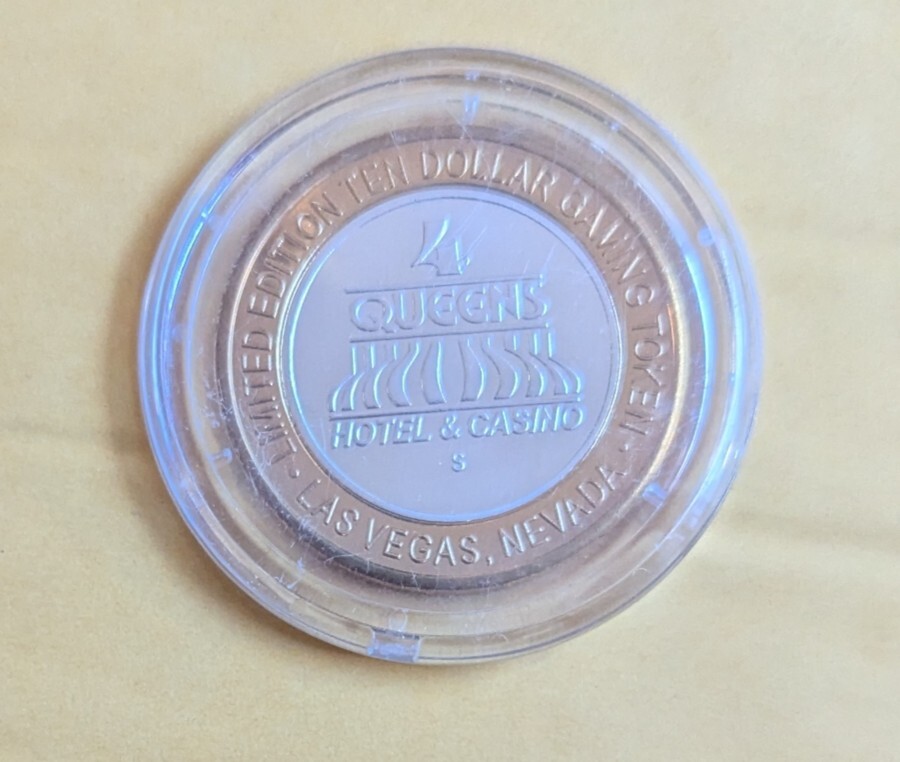 LIMITED EDITION TEN DOLLAR GAMING TOKEN
4
QUEENS
HOTEL & CASINO
S
· LAS VEGAS, NEVADA ·